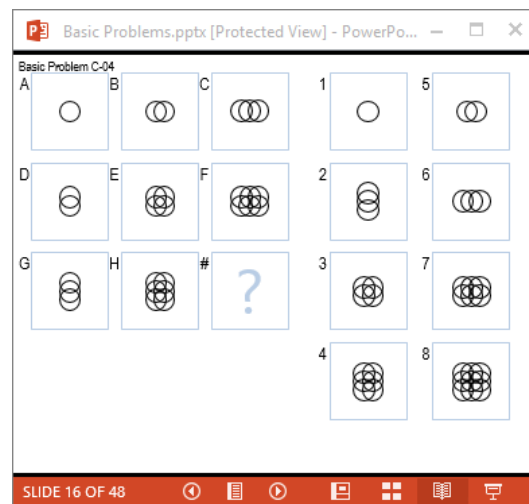 Basic Problems.pptx [Protected View] - PowerPo...
Basic Problem C-04
A B C 1 5
D E F 2 6
G H # ? 3 7
4 8
SLIDE 16 OF 48